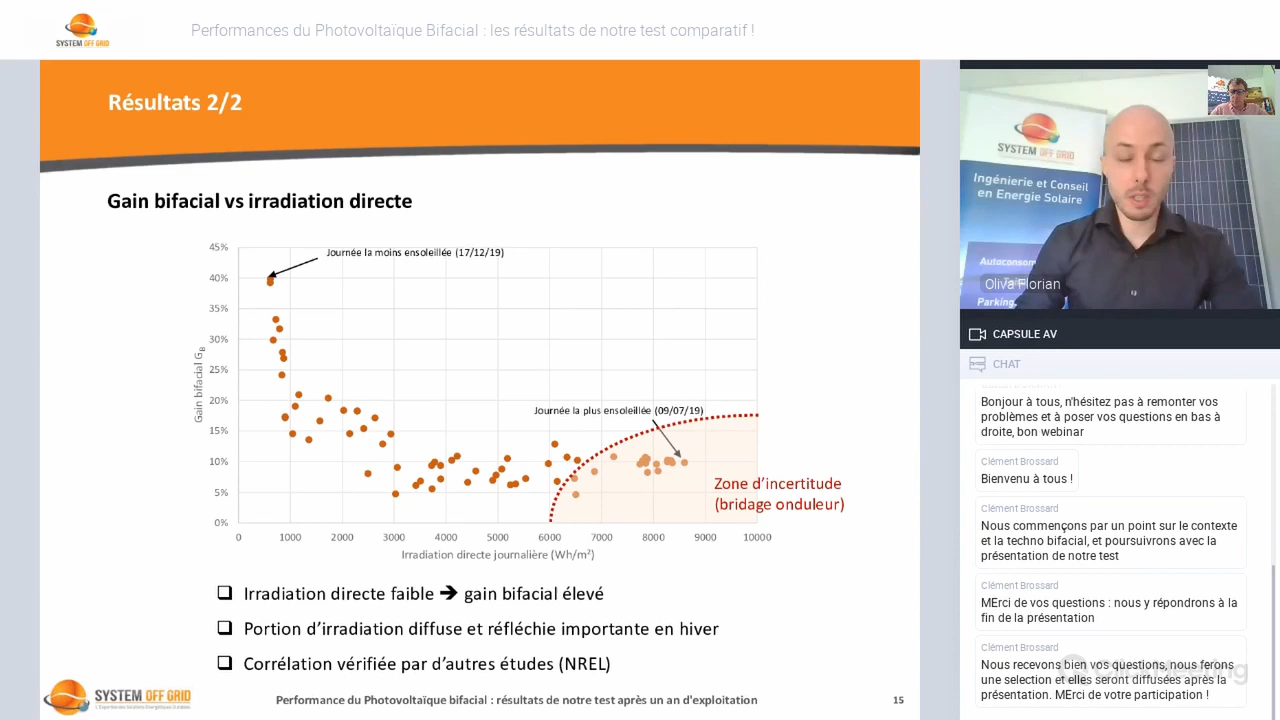 SYSTEM OFF GRID
Performances du Photovoltaïque Bifacial : les résultats de notre test comparatif !
Résultats 2/2
Gain bifacial vs irradiation directe
45%
40%
35%
30%
25%
20%
15%
10%
5%
0%
Gain bifacial GB
Journée la moins ensoleillée (17/12/19)
Journée la plus ensoleillée (09/07/19)
Zone d'incertitude
(bridage onduleur)
0 1000 2000 3000 4000 5000 6000 7000 8000 9000 10000
Irradiation directe journalière (Wh/m²)
❑ Irradiation directe faible ➔ gain bifacial élevé
❑ Portion d'irradiation diffuse et réfléchie importante en hiver
❑ Corrélation vérifiée par d'autres études (NREL)
SYSTEM OFF GRID
Performance du Photovoltaïque bifacial : résultats de notre test après un an d'exploitation
15
SYSTEM OFF GRID
Ingénierie et Conseil
en Energie Solaire
Autoconsom
Oliva Florian
Parking,
CAPSULE AV
CHAT
Bonjour à tous, n'hésitez pas à remonter vos
problèmes et à poser vos questions en bas à
droite, bon webinar
Clément Brossard
Bienvenu à tous !
Clément Brossard
Nous commençons par un point sur le contexte
et la techno bifacial, et poursuivrons avec la
présentation de notre test
Clément Brossard
MErci de vos questions : nous y répondrons à la
fin de la présentation
Clément Brossard
Nous recevons bien vos questions, nous ferons
une selection et elles seront diffusés après la
présentation. MErci de votre participation !
ClickMeeting